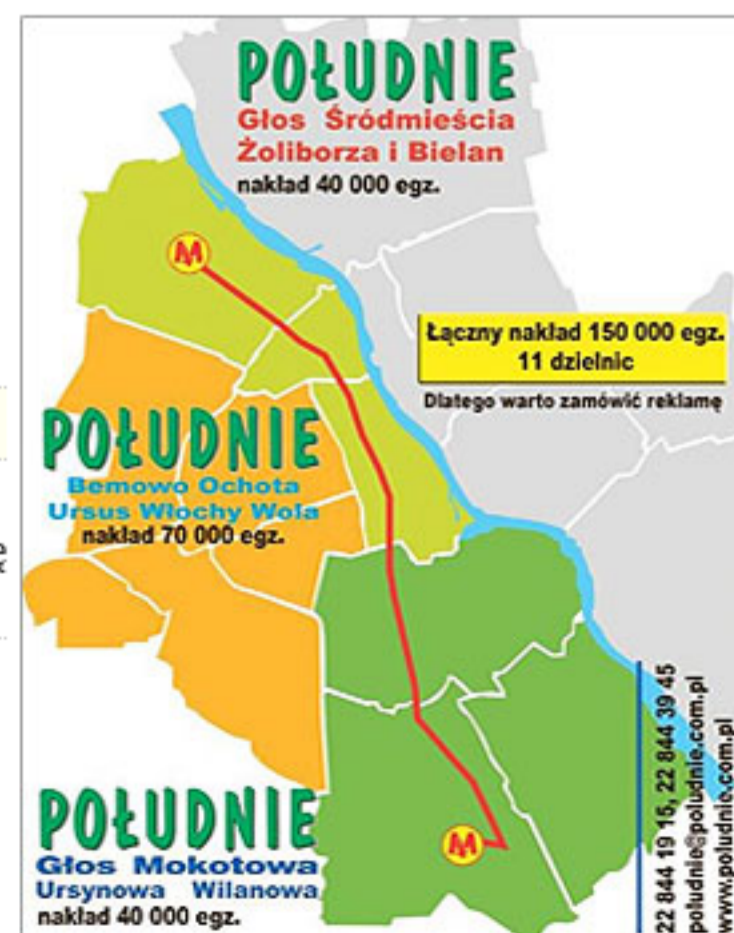 POŁUDNIE
Głos Śródmieścia
Żoliborza i Bielan
nakład 40 000 egz.
M
Łączny nakład 150 000 egz.
11 dzielnic
Dlatego warto zamówić reklamę
POŁUDNIE
Bemowo Ochota
Ursus Włochy Wola
nakład 70 000 egz.
POŁUDNIE
Głos Mokotowa
Ursynowa Wilanowa
nakład 40 000 egz.
M
22 844 19 15, 22 844 39 45
poludnie@poludnie.com.pl
www.poludnie.com.pl